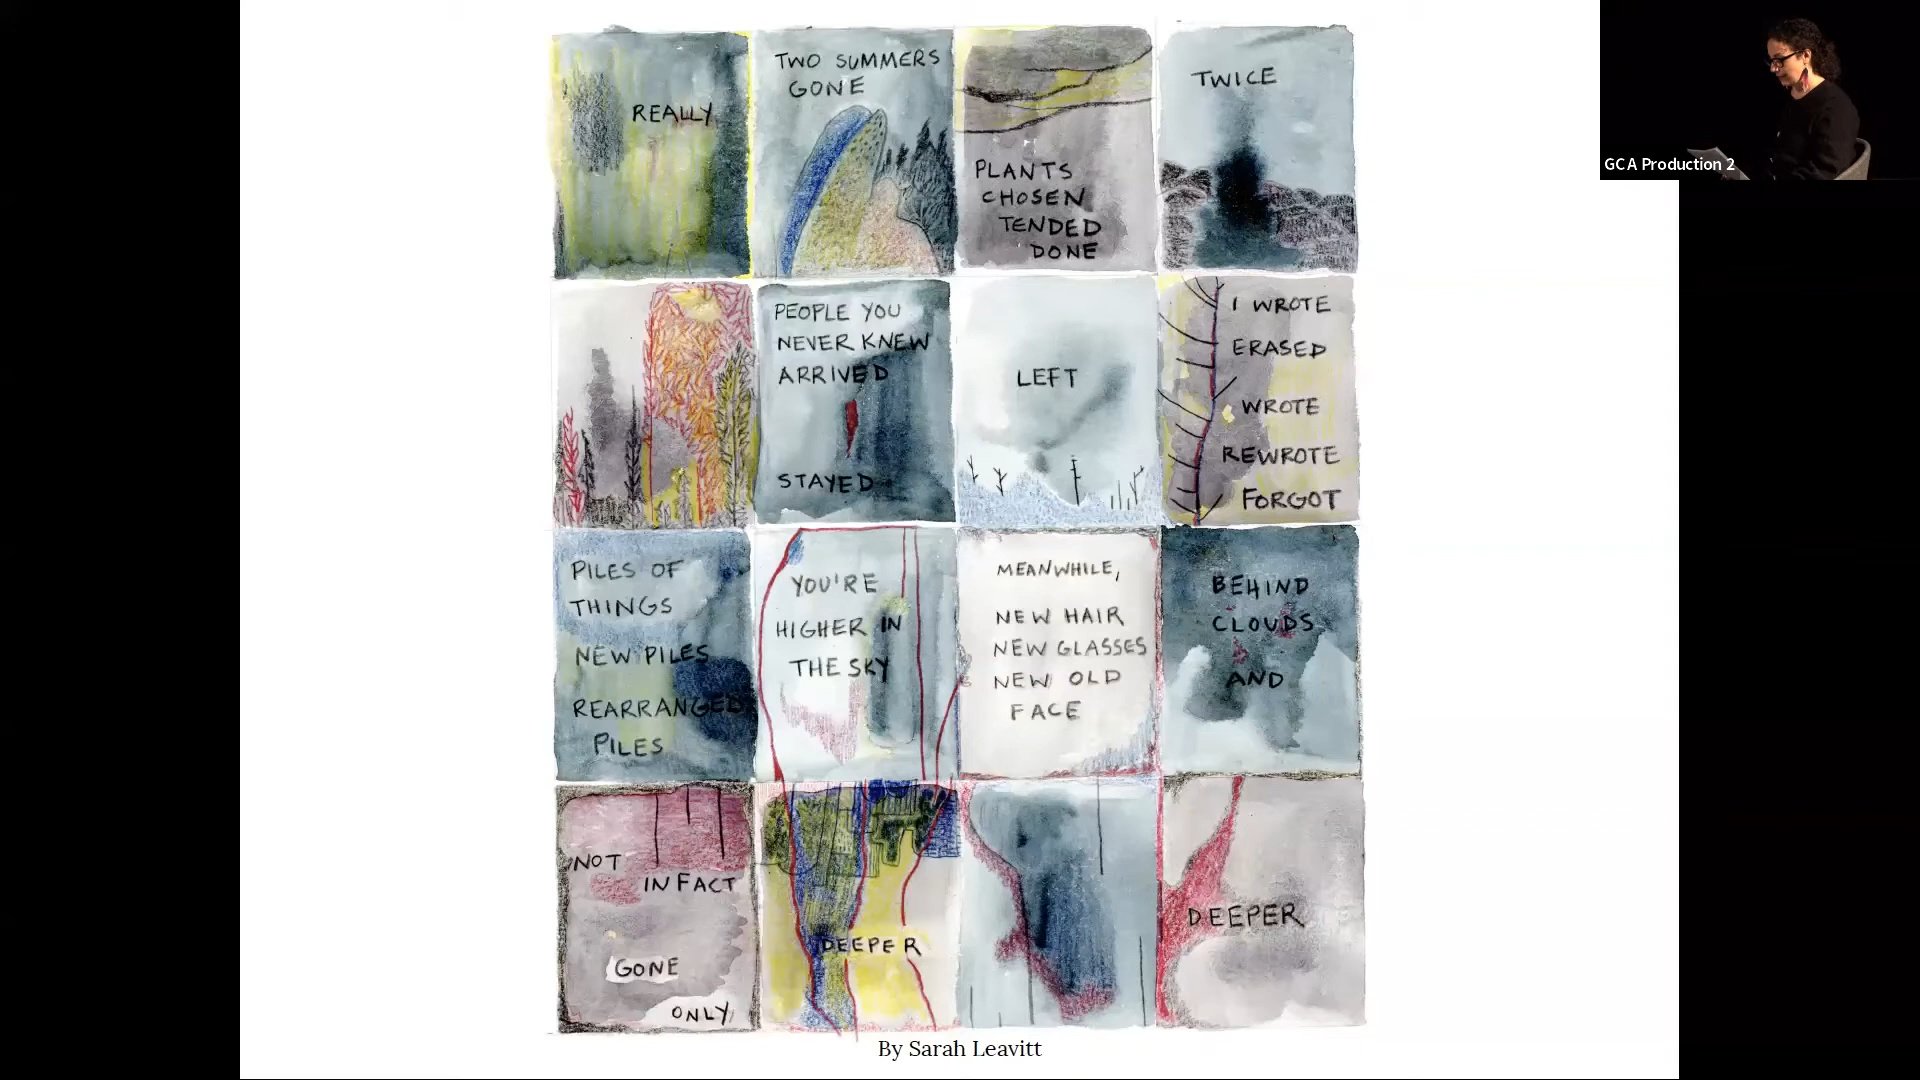 REALLY
TWO SUMMERS
GONE
PLANTS
CHOSEN
TENDED
DONE
TWICE
PEOPLE YOU
NEVER KNEW
ARRIVED
STAYED
LEFT
I WROTE
ERASED
WROTE
REWROTE
FORGOT
PILES OF
THINGS
NEW PILES
REARRANGED
PILES
YOU'RE
HIGHER IN
THE SKY
MEANWHILE,
NEW HAIR
NEW GLASSES
NEW OLD
FACE
BEHIND
CLOUDS
AND
NOT
IN FACT
GONE
ONLY
DEEPER
DEEPER
By Sarah Leavitt
GCA Production 2